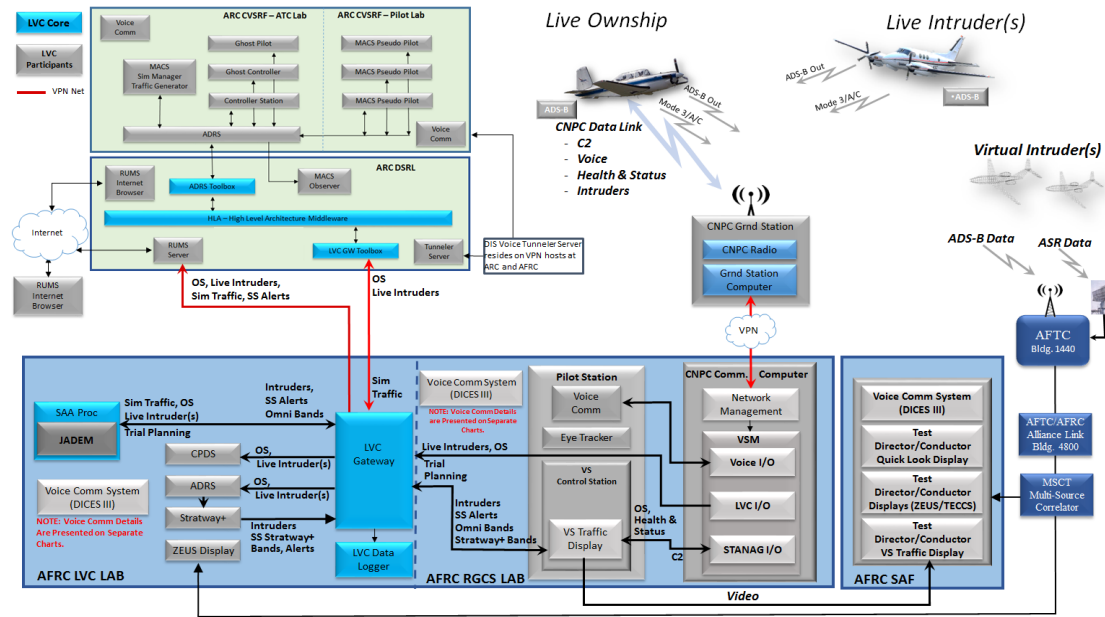 LVC Core
LVC
Participants
VPN Net
ARC CVSRF – ATC Lab
ARC CVSRF – Pilot Lab
Voice
Comm
Ghost Pilot
MACS Pseudo Pilot
MACS
Sim Manager
Traffic Generator
Ghost Controller
MACS Pseudo Pilot
Controller Station
MACS Pseudo Pilot
ADRS
Voice
Comm
ARC DSRL
RUMS
Internet
Browser
ADRS Toolbox
MACS
Observer
HLA – High Level Architecture Middleware
Internet
RUMS
Server
LVC GW Toolbox
Tunneler
Server
DIS Voice Tunneler Server
resides on VPN hosts at
ARC and AFRC
RUMS
Internet
Browser
OS, Live Intruders,
Sim Traffic, SS Alerts
OS
Live Intruders
Live Ownship
Live Intruder(s)
ADS-B
ADS-B Out
Mode 3/A/C
ADS-B Out
Mode 3/A/C
•ADS-B
CNPC Data Link
- C2
- Voice
- Health & Status
- Intruders
Virtual Intruder(s)
ADS-B Data
ASR Data
CNPC Grnd Station
CNPC Radio
Grnd Station
Computer
VPN
AFTC
Bldg. 1440
SAA Proc
JADEM
Sim Traffic, OS
Live Intruder(s)
Trial Planning
Intruders,
SS Alerts
Omni Bands
Sim
Traffic
CPDS
OS,
Live Intruder(s)
ADRS
OS,
Live Intruder(s)
Stratway+
Intruders
SS Stratway+
Bands, Alerts
ZEUS Display
Voice Comm System
(DICES III)
NOTE: Voice Comm Details
are Presented on Separate
Charts.
LVC
Gateway
LVC Data
Logger
AFRC LVC LAB
Voice Comm System
(DICES III)
NOTE: Voice Comm Details
are Presented on Separate
Charts.
Live Intruders, OS
Trial
Planning
Intruders
SS Alerts
Omni Bands
Stratway+ Bands
Pilot Station
Voice
Comm
Eye Tracker
VS
Control Station
VS Traffic
Display
OS,
Health &
Status
C2
CNPC Comm. Computer
Network
Management
VSM
Voice I/O
LVC I/O
STANAG I/O
AFRC RGCS LAB
Video
Voice Comm System
(DICES III)
Test
Director/Conductor
Quick Look Display
Test
Director/Conductor
Displays (ZEUS/TECCS)
Test
Director/Conductor
VS Traffic Display
AFRC SAF
AFTC/AFRC
Alliance Link
Bldg. 4800
MSCT
Multi-Source
Correlator